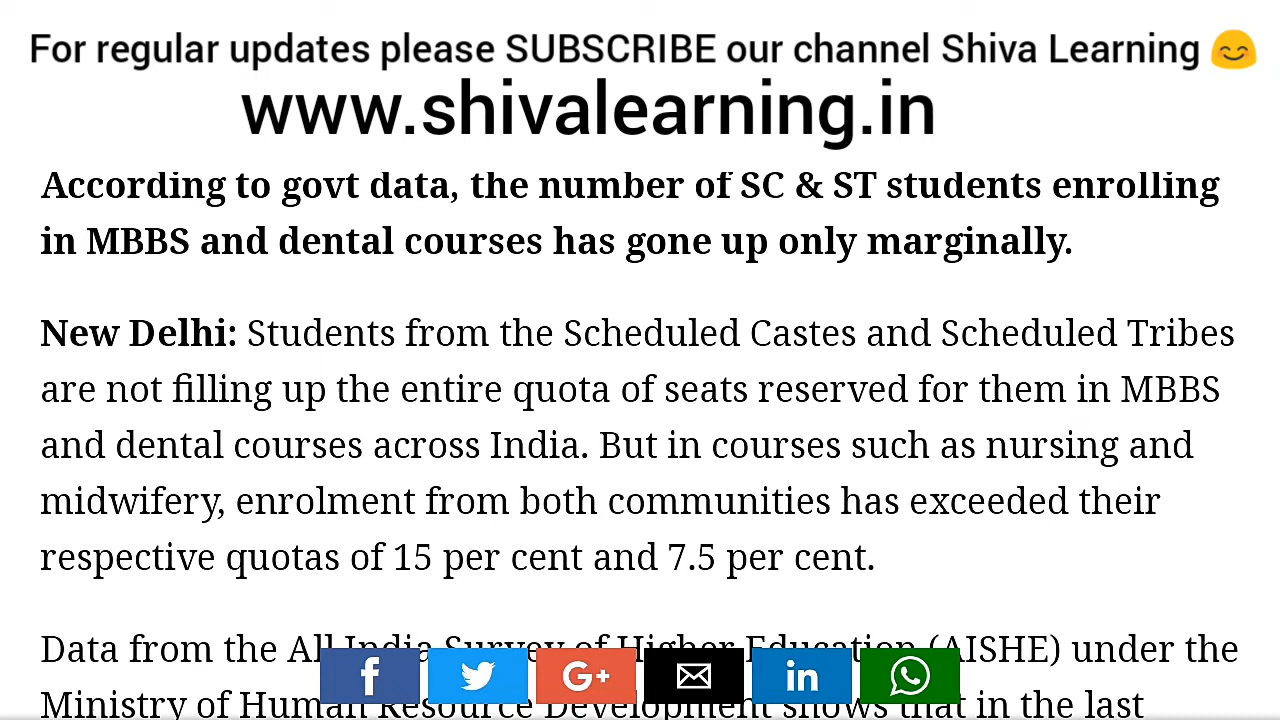 For regular updates please SUBSCRIBE our channel Shiva Learning 😊
www.shivalearning.in
According to govt data, the number of SC & ST students enrolling
in MBBS and dental courses has gone up only marginally.
New Delhi: Students from the Scheduled Castes and Scheduled Tribes
are not filling up the entire quota of seats reserved for them in MBBS
and dental courses across India. But in courses such as nursing and
midwifery, enrolment from both communities has exceeded their
respective quotas of 15 per cent and 7.5 per cent.
Data from the All India Survey of Higher Education (AISHE) under the
Ministry of Human Resource Development shows that in the last
f G+ in